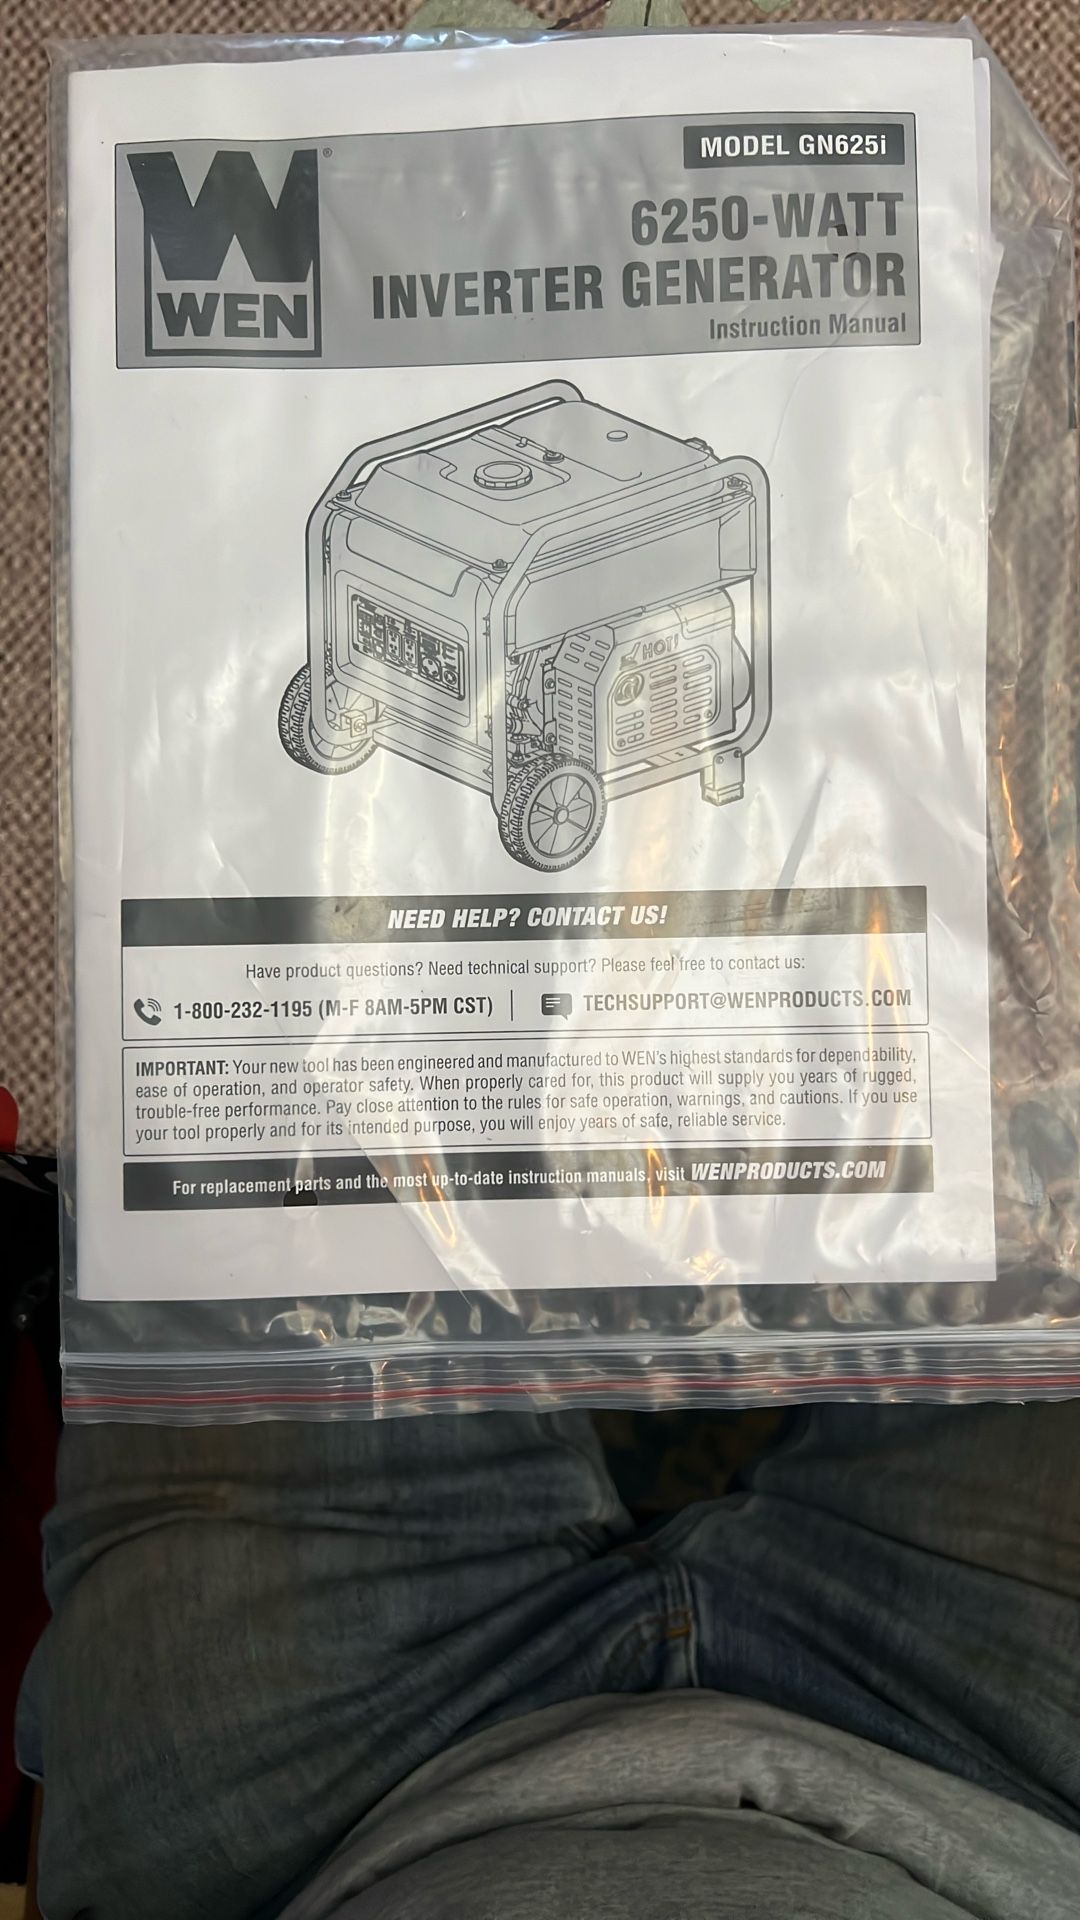 MODEL GN625i
WEN
®
6250-WATT
INVERTER GENERATOR
Instruction Manual
HOT!
NEED HELP? CONTACT US!
Have product questions? Need technical support? Please feel free to contact us:
1-800-232-1195 (M-F 8AM-5PM CST) | TECHSUPPORT@WENPRODUCTS.COM
IMPORTANT: Your new tool has been engineered and manufactured to WEN's highest standards for dependability,
ease of operation, and operator safety. When properly cared for, this product will supply you years of rugged,
trouble-free performance. Pay close attention to the rules for safe operation, warnings, and cautions. If you use
your tool properly and for its intended purpose, you will enjoy years of safe, reliable service.
For replacement parts and the most up-to-date instruction manuals, visit WENPRODUCTS.COM